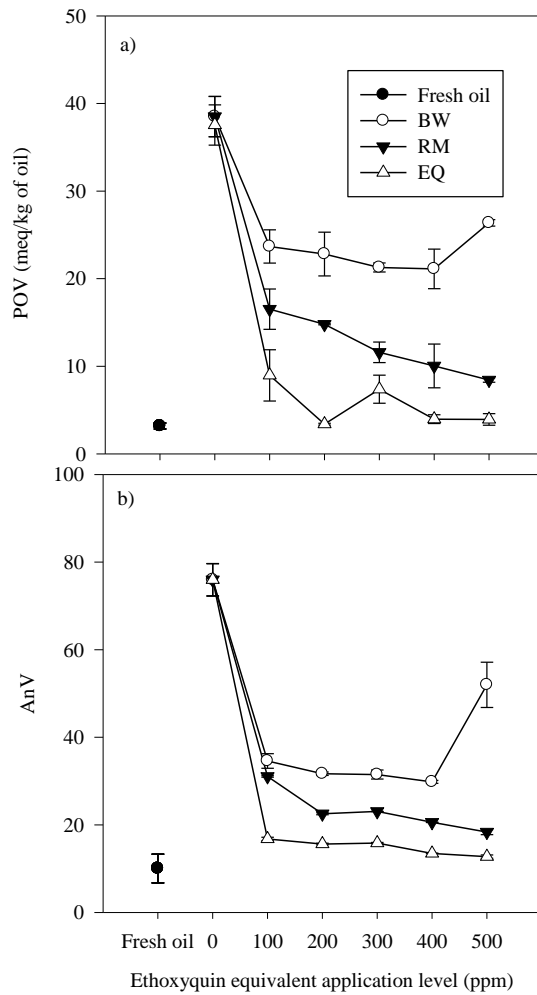 a)
Fresh oil
BW
RM
EQ
50
40
30
20
10
0
POV (meq/kg of oil)
b)
100
80
60
40
20
0
AnV
Fresh oil 0 100 200 300 400 500
Ethoxyquin equivalent application level (ppm)